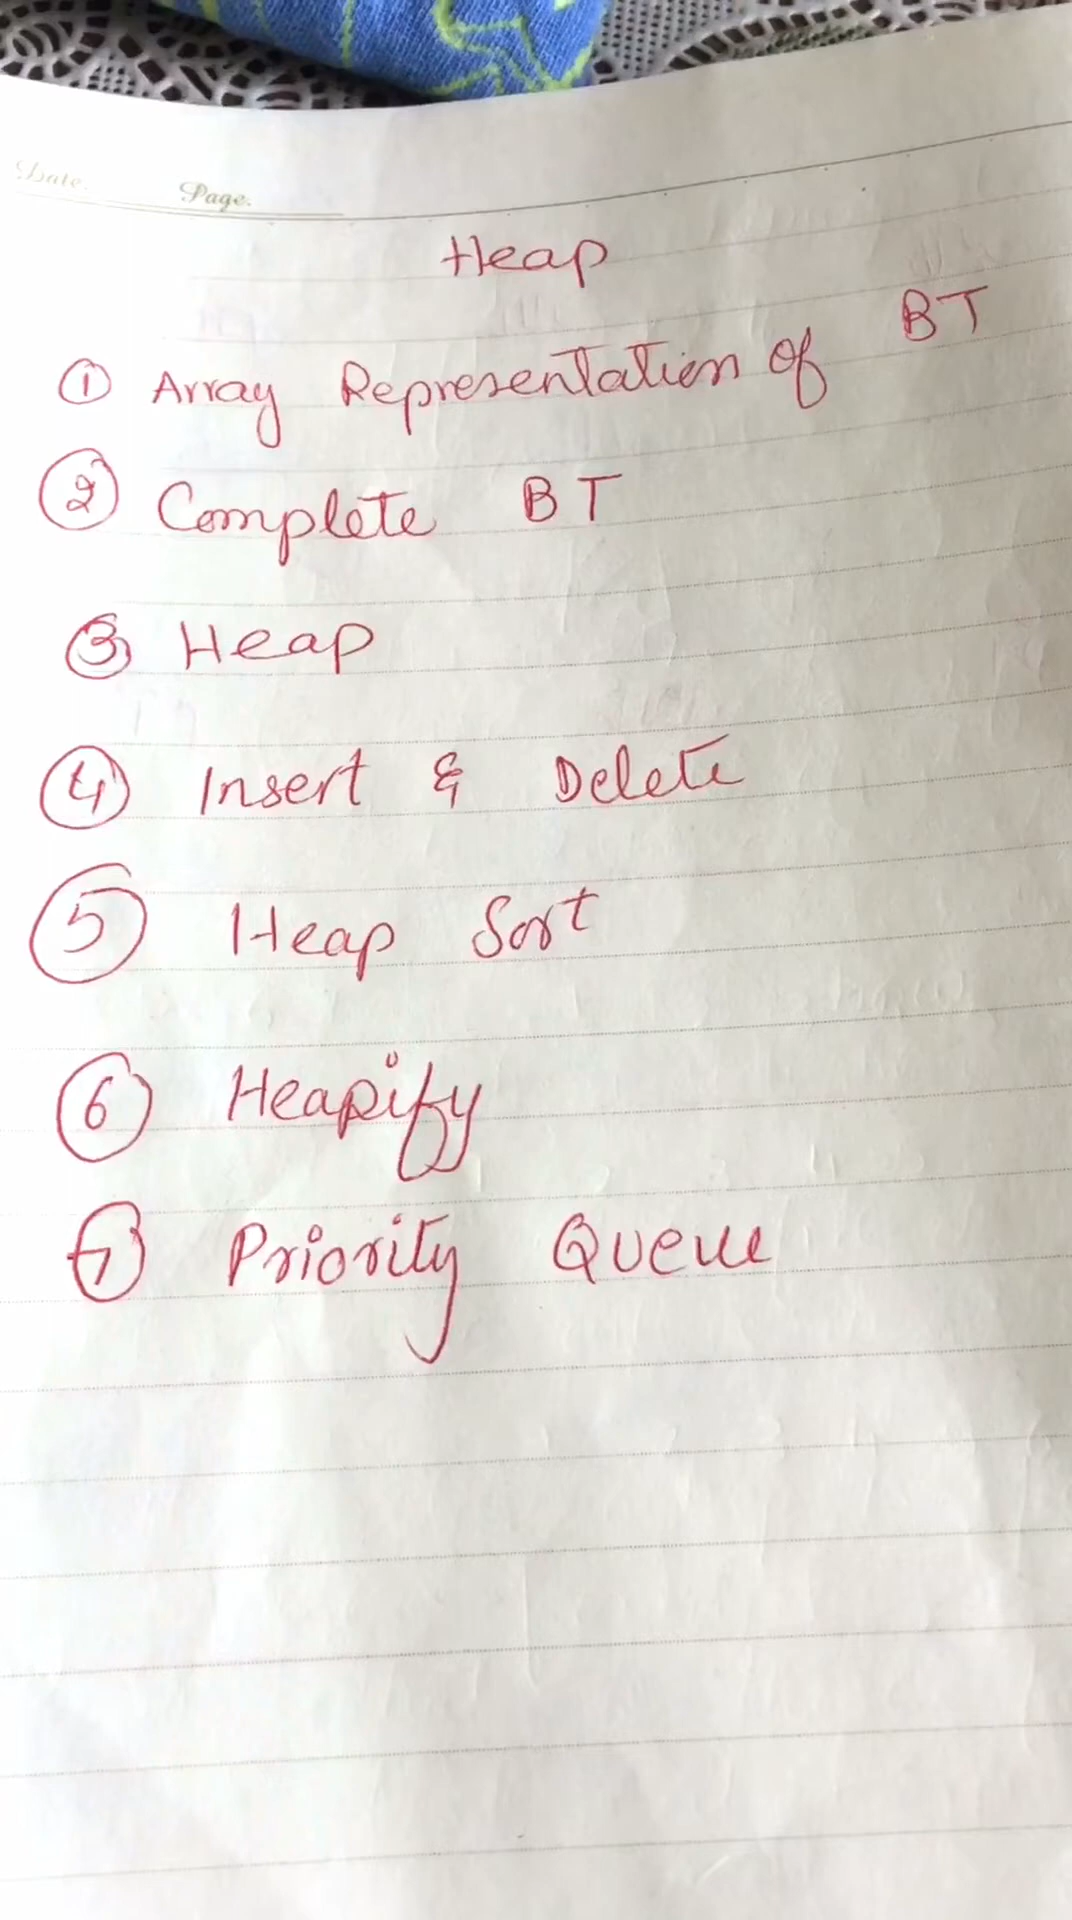 Date. Page.
Heap
① Array Representation of BT
② Complete BT
③ Heap
④ Insert & Delete
⑤ Heap Sort
⑥ Heapify
⑦ Priority Queue